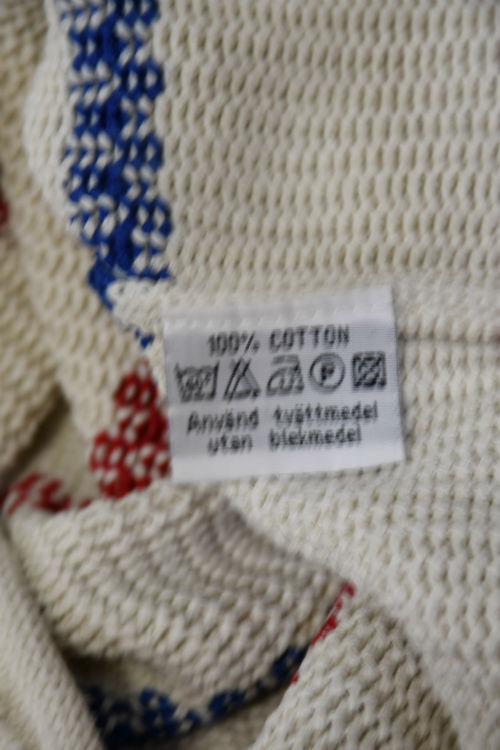 100% COTTON
P
Använd tvättmedel
utan blekmedel